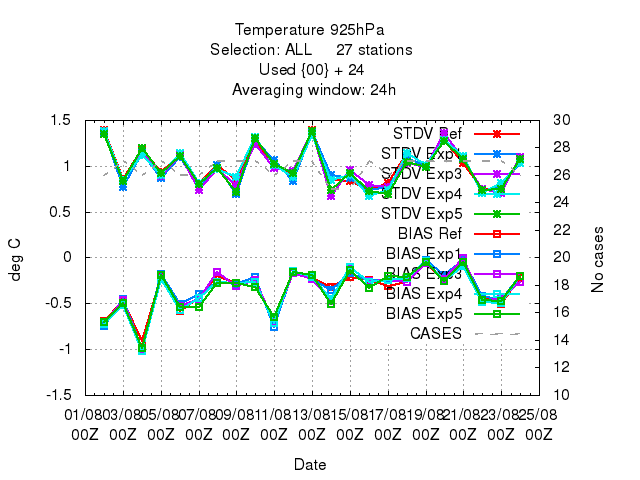 Temperature 925hPa
Selection: ALL 27 stations
Used {00} + 24
Averaging window: 24h
1.5
1
0.5
0
-0.5
-1
-1.5
deg C
30
28
26
24
22
20
18
16
14
12
10
No cases
STDV Ref
STDV Exp1
STDV Exp3
STDV Exp4
STDV Exp5
BIAS Ref
BIAS Exp1
BIAS Exp3
BIAS Exp4
BIAS Exp5
CASES
01/08 03/08 05/08 07/08 09/08 11/08 13/08 15/08 17/08 19/08 21/08 23/08 25/08
00Z 00Z 00Z 00Z 00Z 00Z 00Z 00Z 00Z 00Z 00Z 00Z 00Z
Date